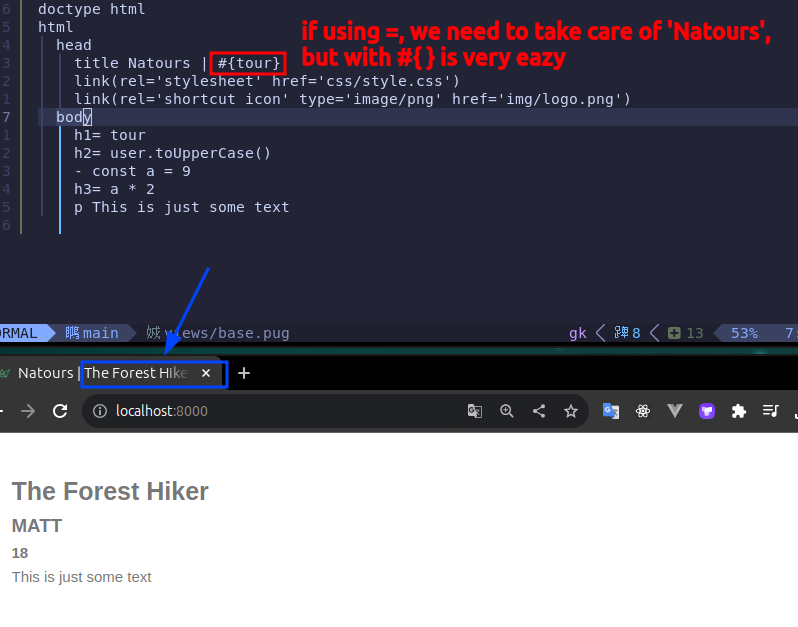 6 doctype html
5 html
4 head
3 title Natours | #{tour}
2 link(rel='stylesheet' href='css/style.css')
1 link(rel='shortcut icon' type='image/png' href='img/logo.png')
7 body
1 h1= tour
2 h2= user.toUpperCase()
3 - const a = 9
4 h3= a * 2
5 p This is just some text
6
if using =, we need to take care of 'Natours',
but with #{ } is very eazy
ORMAL main views/base.pug gk 8 13 53% 7:
Natours | The Forest Hike
localhost:8000
The Forest Hiker
MATT
18
This is just some text